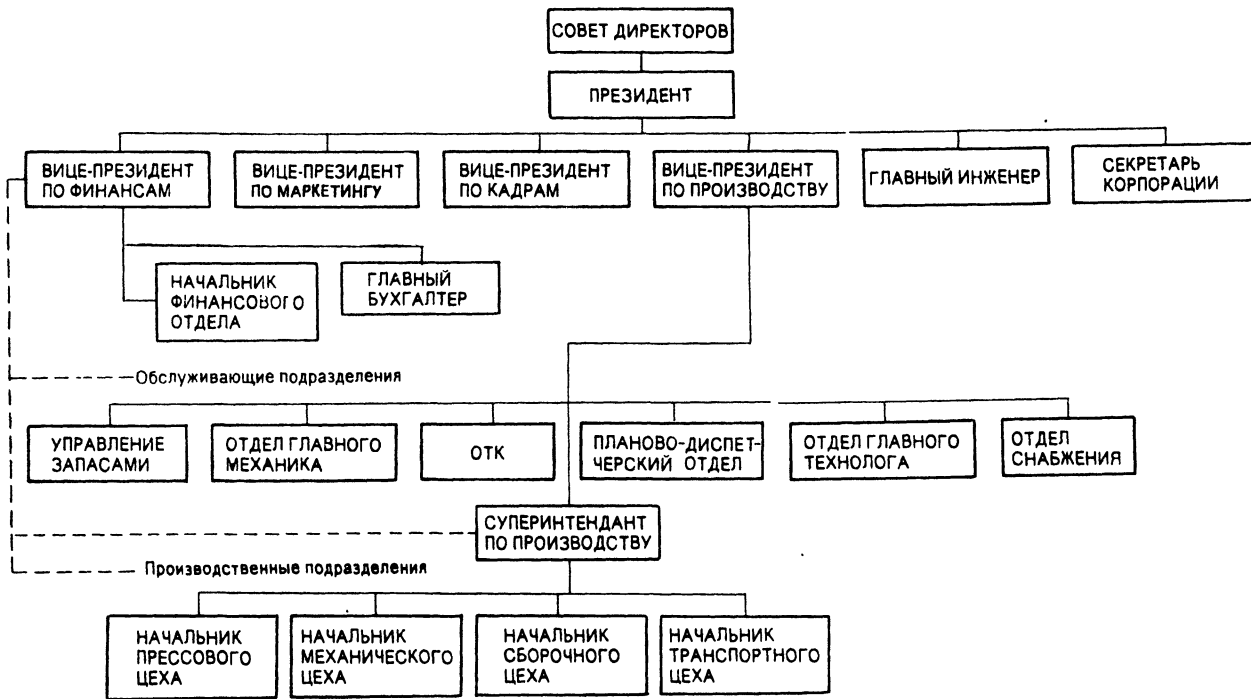 СОВЕТ ДИРЕКТОРОВ
ПРЕЗИДЕНТ
ВИЦЕ-ПРЕЗИДЕНТ
ПО ФИНАНСАМ
ВИЦЕ-ПРЕЗИДЕНТ
ПО МАРКЕТИНГУ
ВИЦЕ-ПРЕЗИДЕНТ
ПО КАДРАМ
ВИЦЕ-ПРЕЗИДЕНТ
ПО ПРОИЗВОДСТВУ
ГЛАВНЫЙ ИНЖЕНЕР
СЕКРЕТАРЬ
КОРПОРАЦИИ
НАЧАЛЬНИК
ФИНАНСОВОГО
ОТДЕЛА
ГЛАВНЫЙ
БУХГАЛТЕР
Обслуживающие подразделения
УПРАВЛЕНИЕ
ЗАПАСАМИ
ОТДЕЛ ГЛАВНОГО
МЕХАНИКА
ОТК
ПЛАНОВО-ДИСПЕТ-
ЧЕРСКИЙ ОТДЕЛ
ОТДЕЛ ГЛАВНОГО
ТЕХНОЛОГА
ОТДЕЛ
СНАБЖЕНИЯ
СУПЕРИНТЕНДАНТ
ПО ПРОИЗВОДСТВУ
Производственные подразделения
НАЧАЛЬНИК
ПРЕССОВОГО
ЦЕХА
НАЧАЛЬНИК
МЕХАНИЧЕСКОГО
ЦЕХА
НАЧАЛЬНИК
СБОРОЧНОГО
ЦЕХА
НАЧАЛЬНИК
ТРАНСПОРТНОГО
ЦЕХА